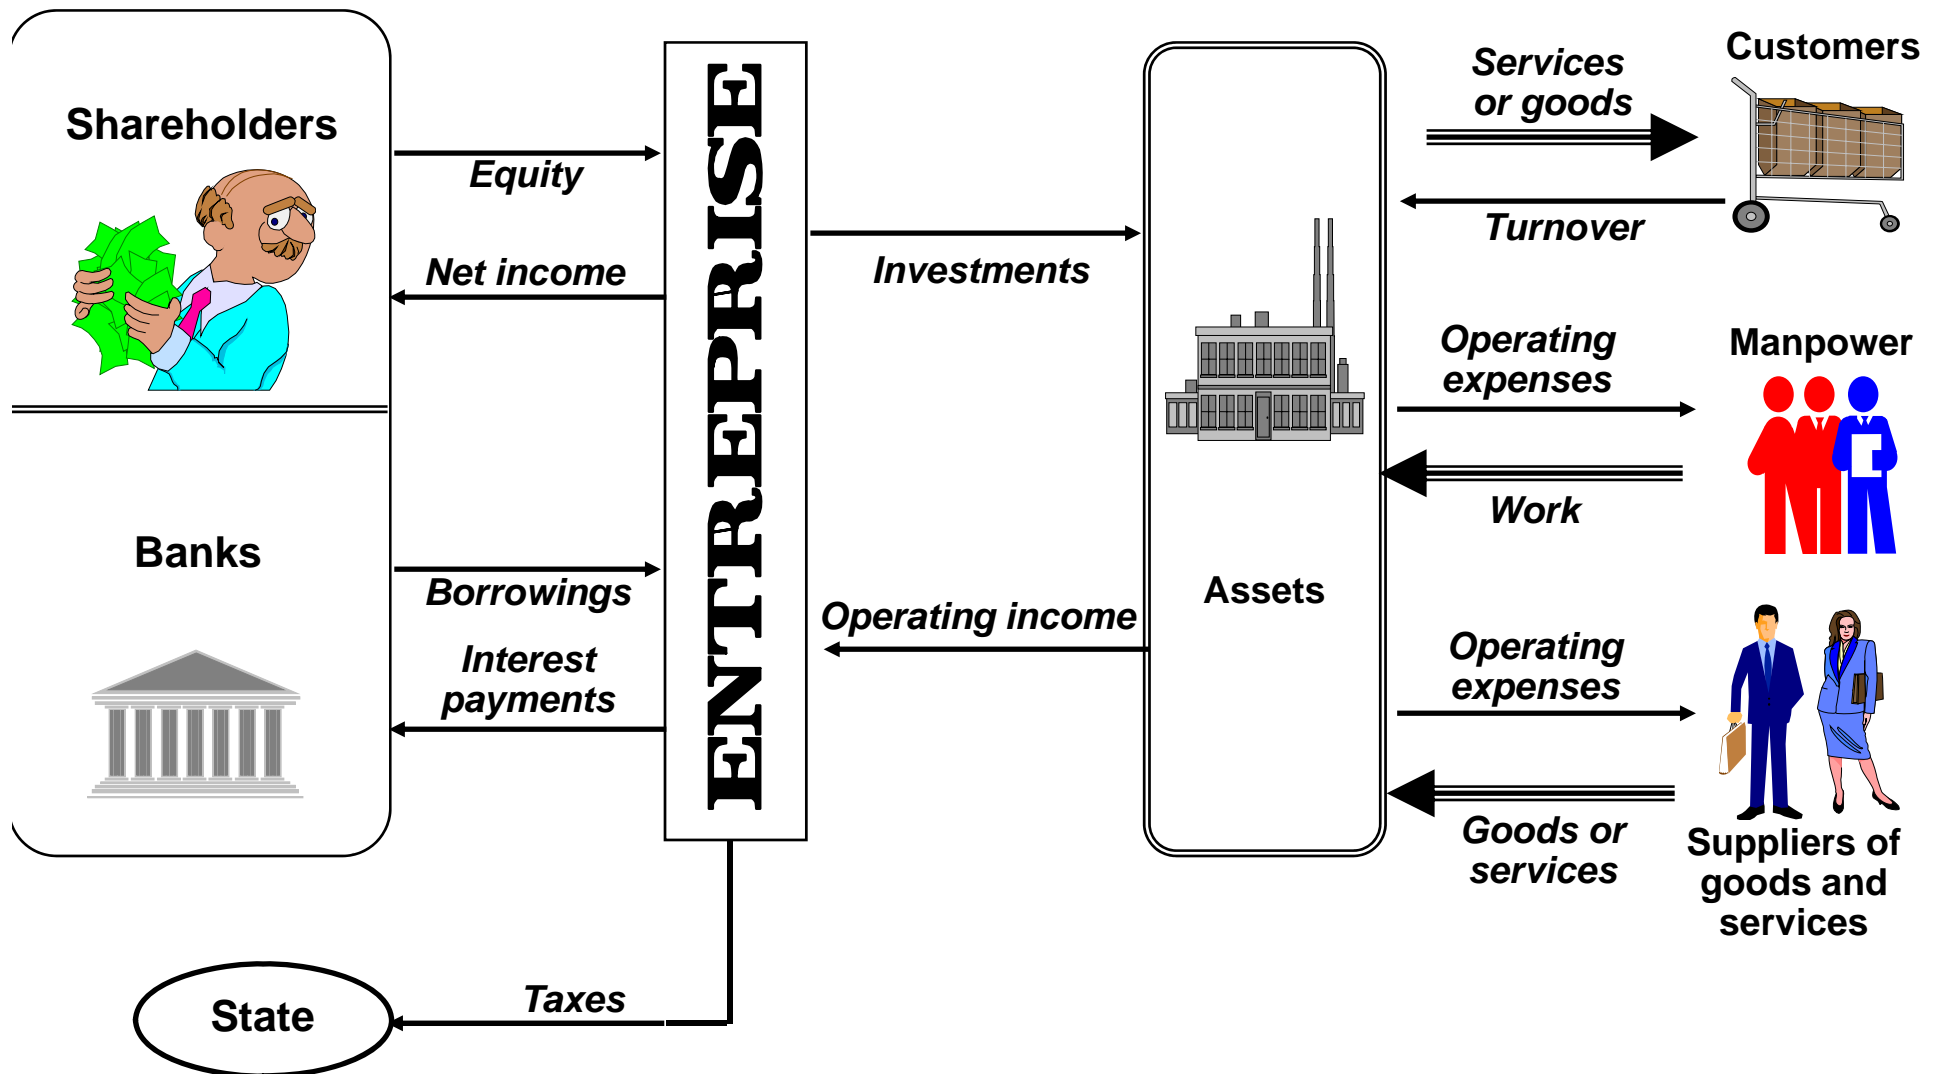 Shareholders
Equity
Net income
Banks
Borrowings
Interest
payments
ENTREPRISE
Investments
Operating income
Assets
Services
or goods
Customers
Turnover
Operating
expenses
Manpower
Work
Operating
expenses
Goods or
services
Suppliers of
goods and
services
State
Taxes